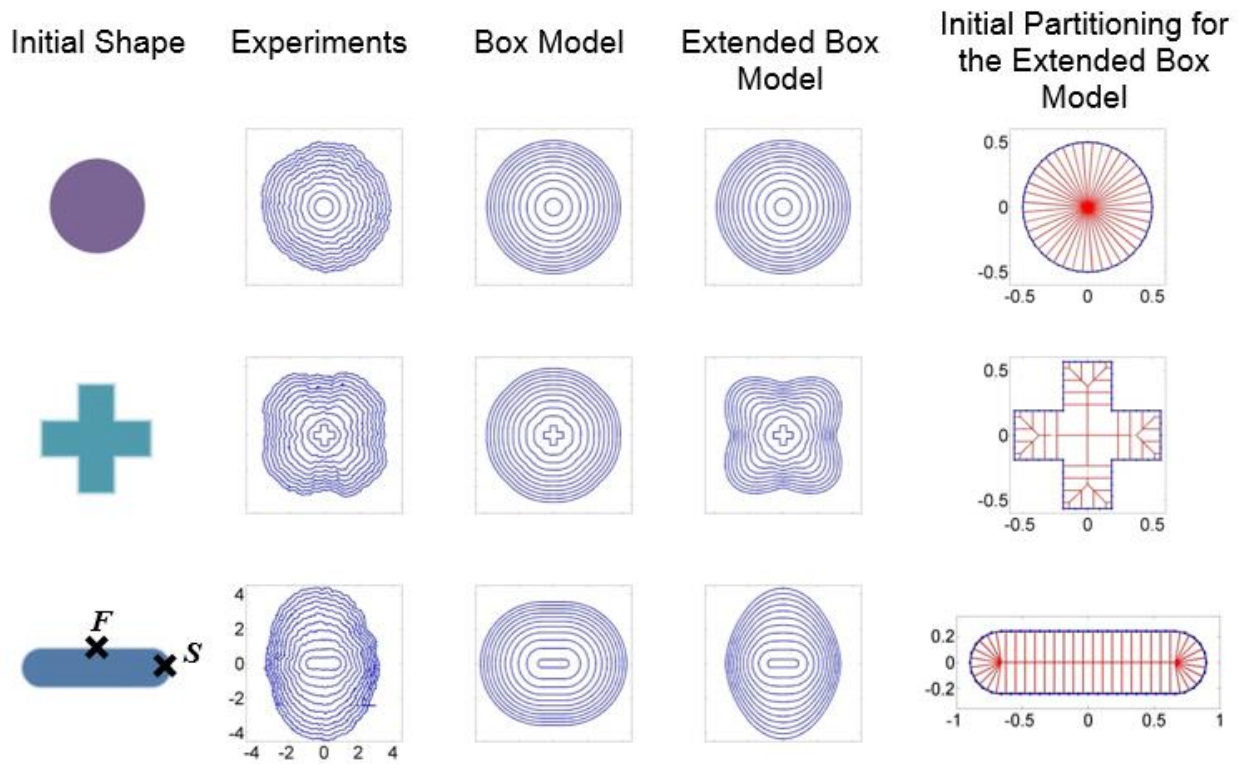 Initial Shape
Experiments
Box Model
Extended Box
Model
Initial Partitioning for
the Extended Box
Model
0.5
0
-0.5
-0.5 0 0.5
0.5
0
-0.5
-0.5 0 0.5
F
S
4
2
0
-2
-4
-4 -2 0 2 4
0.2
0
-0.2
-1 -0.5 0 0.5 1